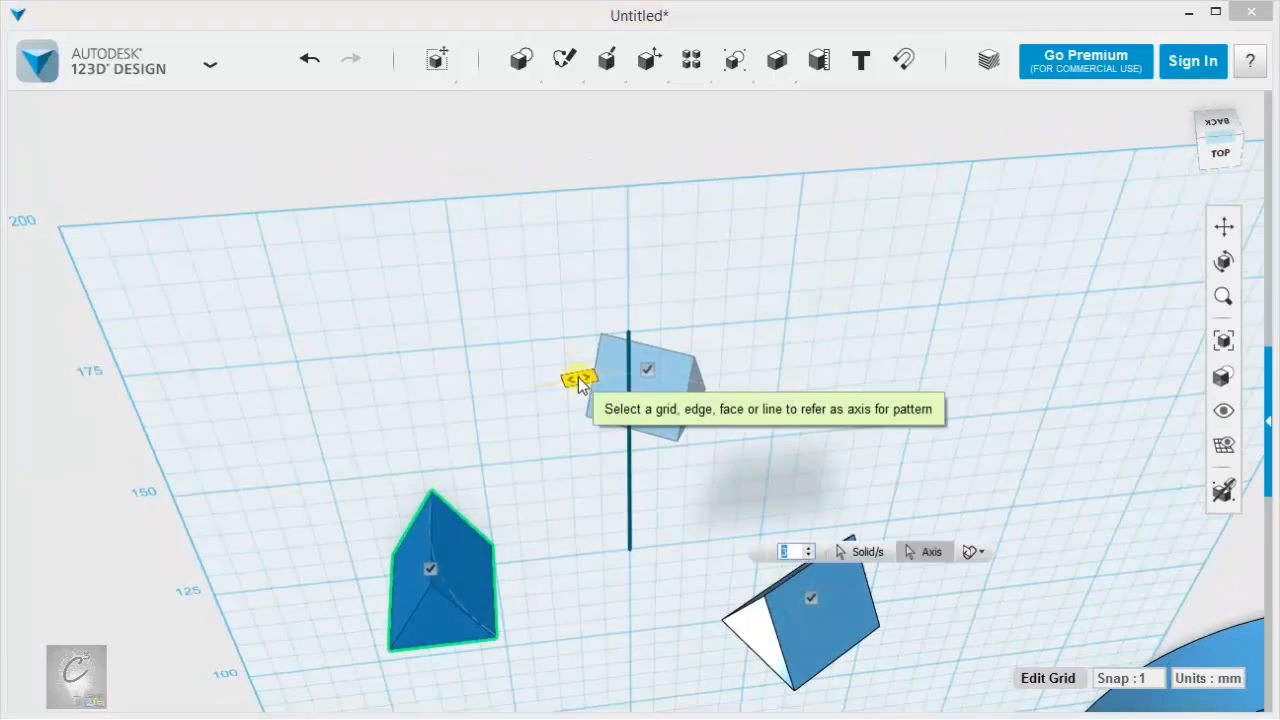 Untitled*
AUTODESK®
123D® DESIGN
Go Premium
(FOR COMMERCIAL USE)
Sign In
?
BACK
TOP
200
175
Select a grid, edge, face or line to refer as axis for pattern
150
3
Solid/s
Axis
125
100
Edit Grid
Snap : 1
Units : mm